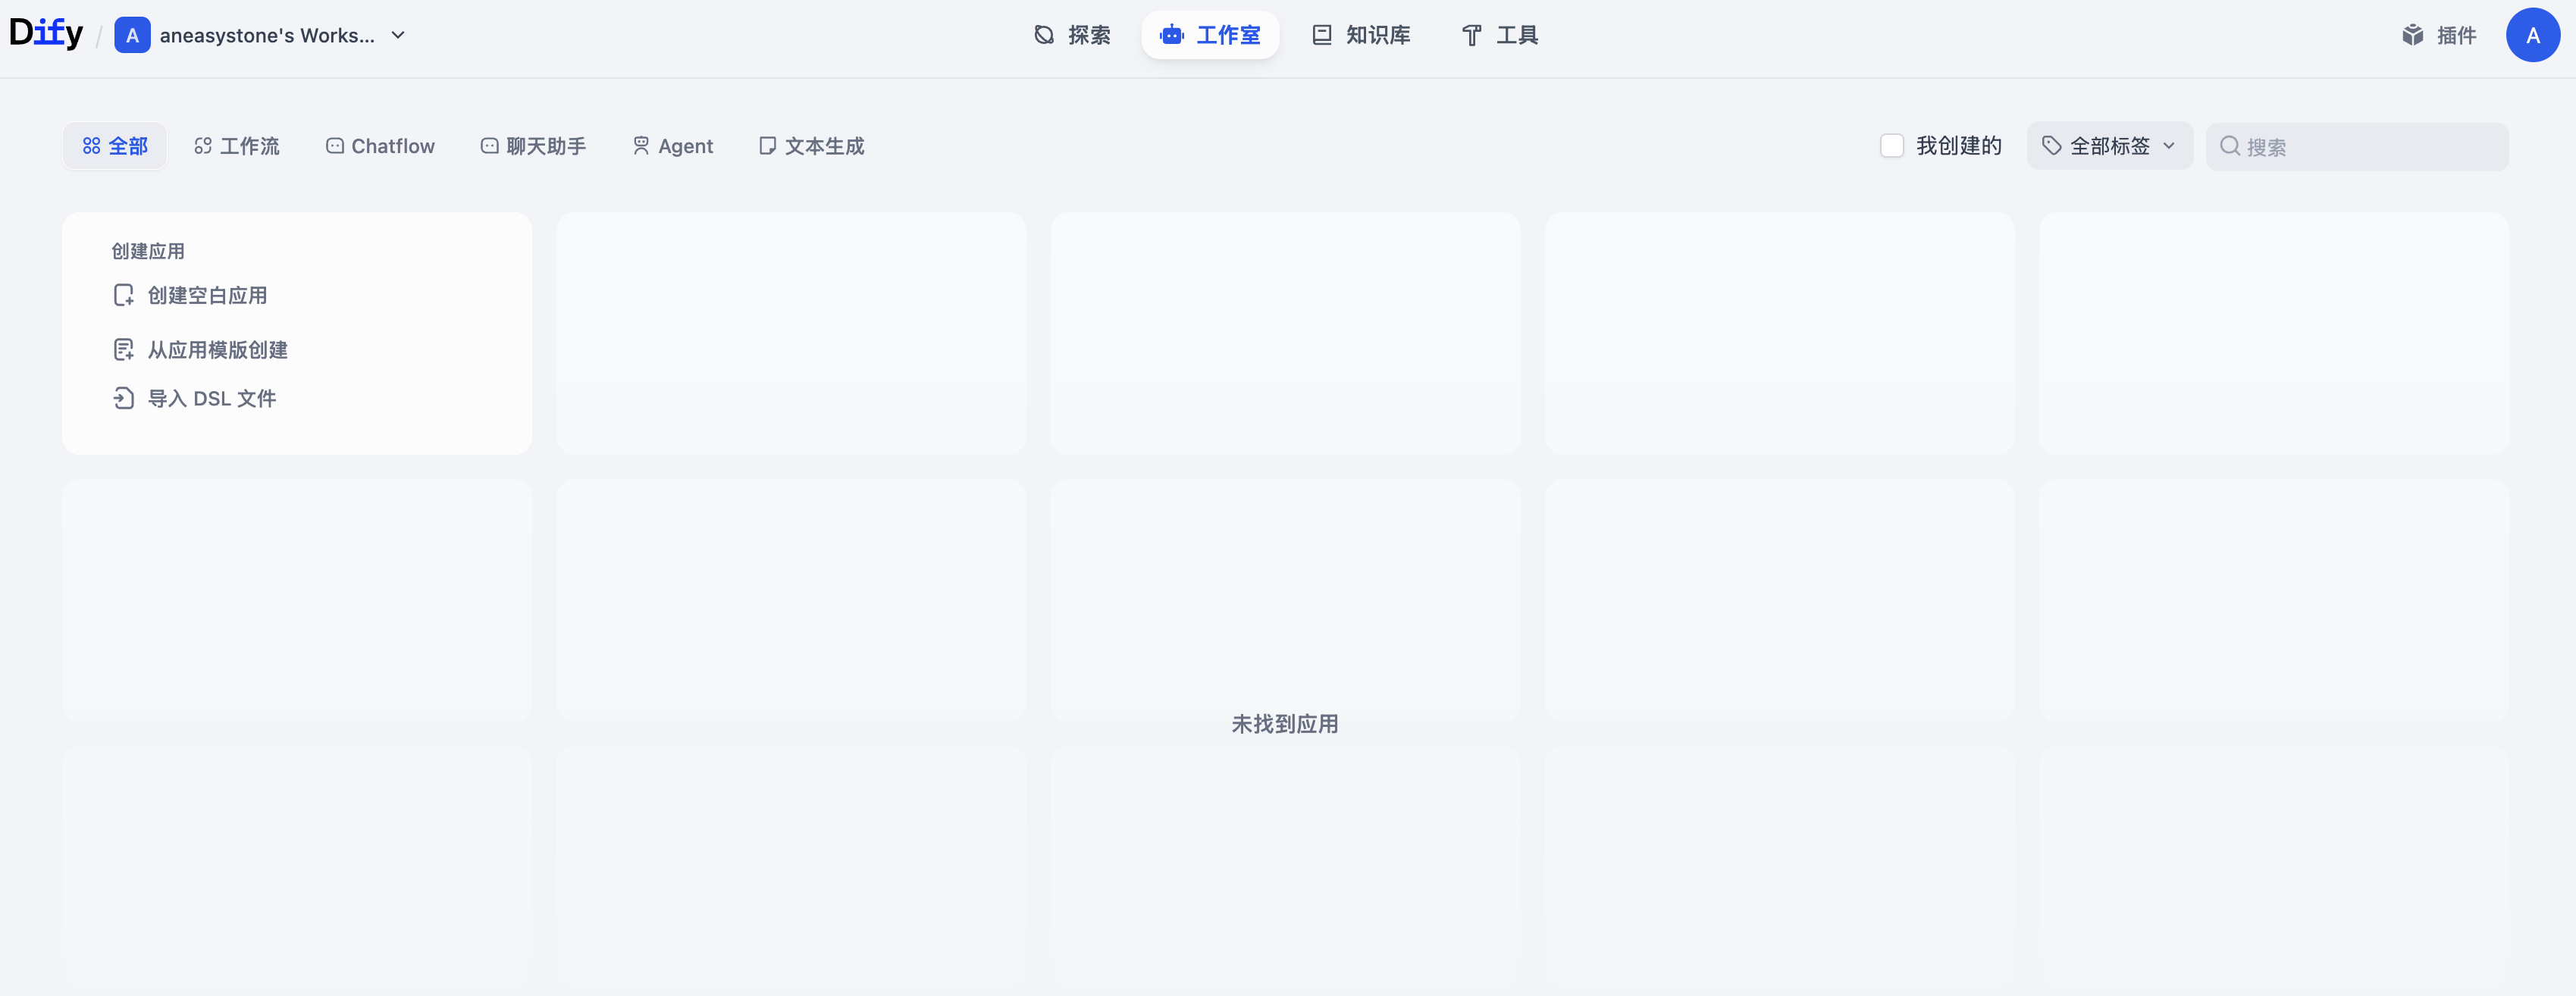 Dify / A aneasystone's Works... 探索 工作室 知识库 工具 插件 A
全部 工作流 Chatflow 聊天助手 Agent 文本生成 我创建的 全部标签 搜索
创建应用
创建空白应用
从应用模版创建
导入 DSL 文件
未找到应用